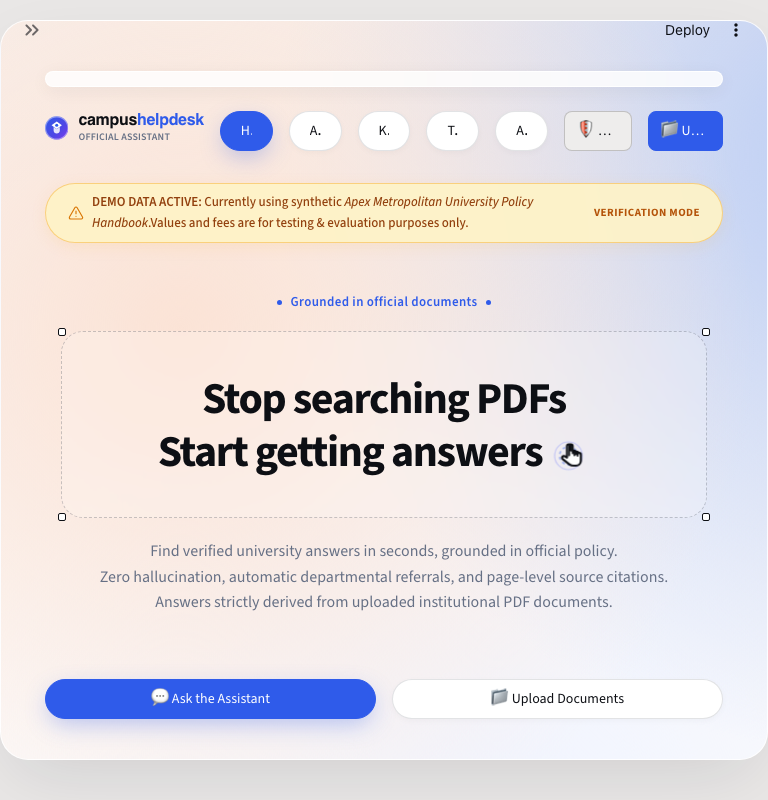 Deploy
campushelpdesk
OFFICIAL ASSISTANT
H.
A.
K.
T.
A.
...
U...
DEMO DATA ACTIVE: Currently using synthetic Apex Metropolitan University Policy
Handbook.Values and fees are for testing & evaluation purposes only.
VERIFICATION MODE
Grounded in official documents
Stop searching PDFs
Start getting answers
Find verified university answers in seconds, grounded in official policy.
Zero hallucination, automatic departmental referrals, and page-level source citations.
Answers strictly derived from uploaded institutional PDF documents.
Ask the Assistant
Upload Documents